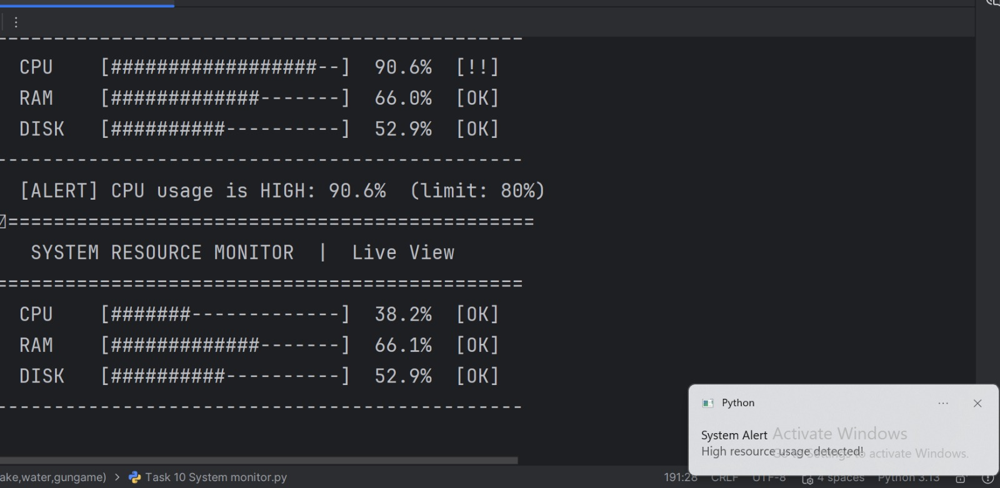 ----------------------------------------------
CPU [##################--] 90.6% [!!]
RAM [#############-------] 66.0% [OK]
DISK [##########----------] 52.9% [OK]
----------------------------------------------
[ALERT] CPU usage is HIGH: 90.6% (limit: 80%)
==============================================
SYSTEM RESOURCE MONITOR | Live View
==============================================
CPU [#######-------------] 38.2% [OK]
RAM [#############-------] 66.1% [OK]
DISK [##########----------] 52.9% [OK]
----------------------------------------------
Python
System Alert
High resource usage detected!
Activate Windows
Go to Settings to activate Windows.
ake,water,gungame) > Task 10 System monitor.py
191:28 CRLF UTF-8 4 spaces Python 3.13